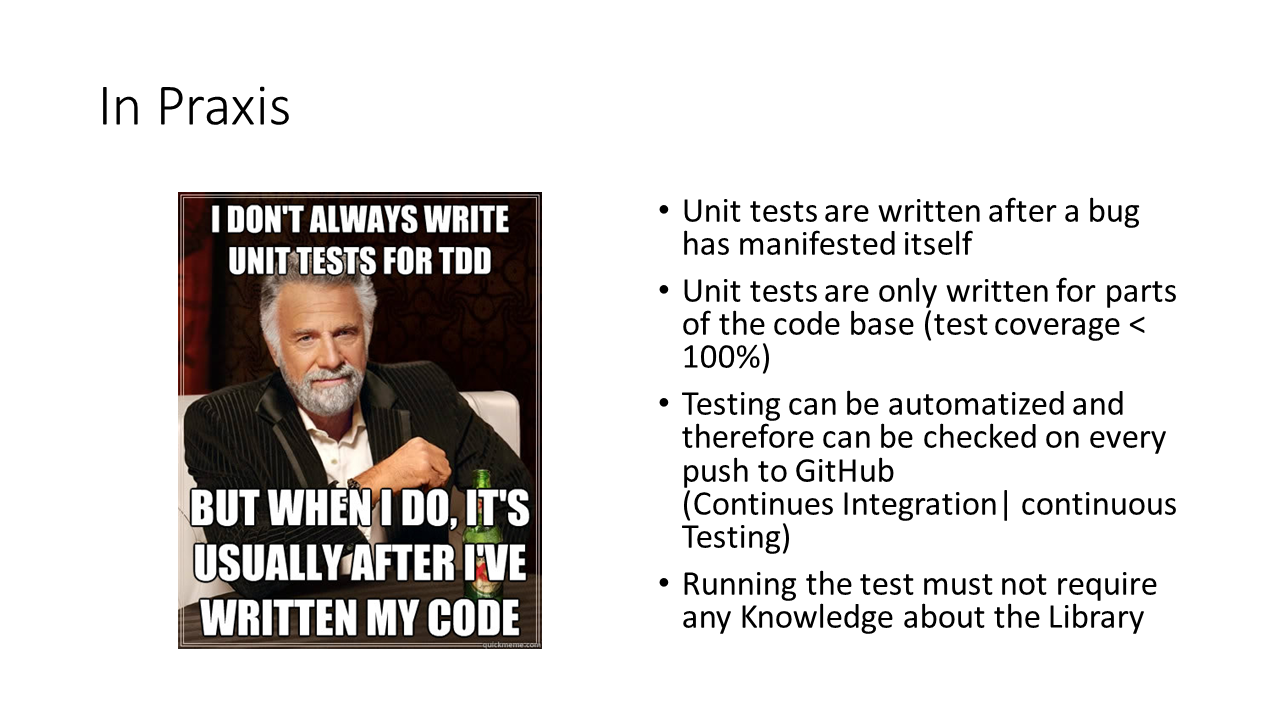 In Praxis
I DON'T ALWAYS WRITE
UNIT TESTS FOR TDD
BUT WHEN I DO, IT'S
USUALLY AFTER I'VE
WRITTEN MY CODE
quickmeme.com
• Unit tests are written after a bug
has manifested itself
• Unit tests are only written for parts
of the code base (test coverage <
100%)
• Testing can be automatized and
therefore can be checked on every
push to GitHub
(Continues Integration| continuous
Testing)
• Running the test must not require
any Knowledge about the Library